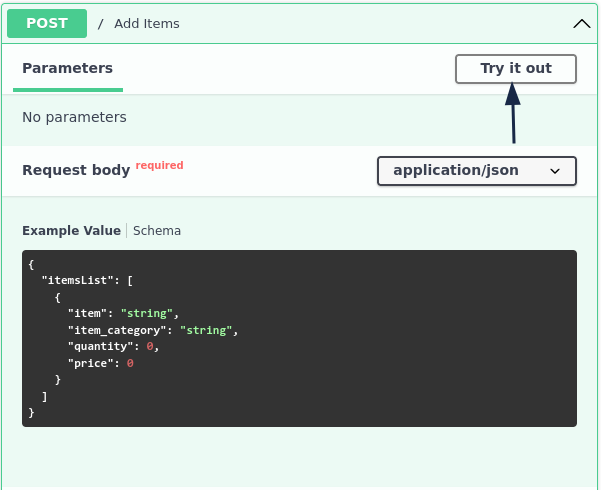 POST / Add Items
Parameters
Try it out
No parameters
Request body required
application/json
Example Value Schema
{
  "itemsList": [
    {
      "item": "string",
      "item_category": "string",
      "quantity": 0,
      "price": 0
    }
  ]
}